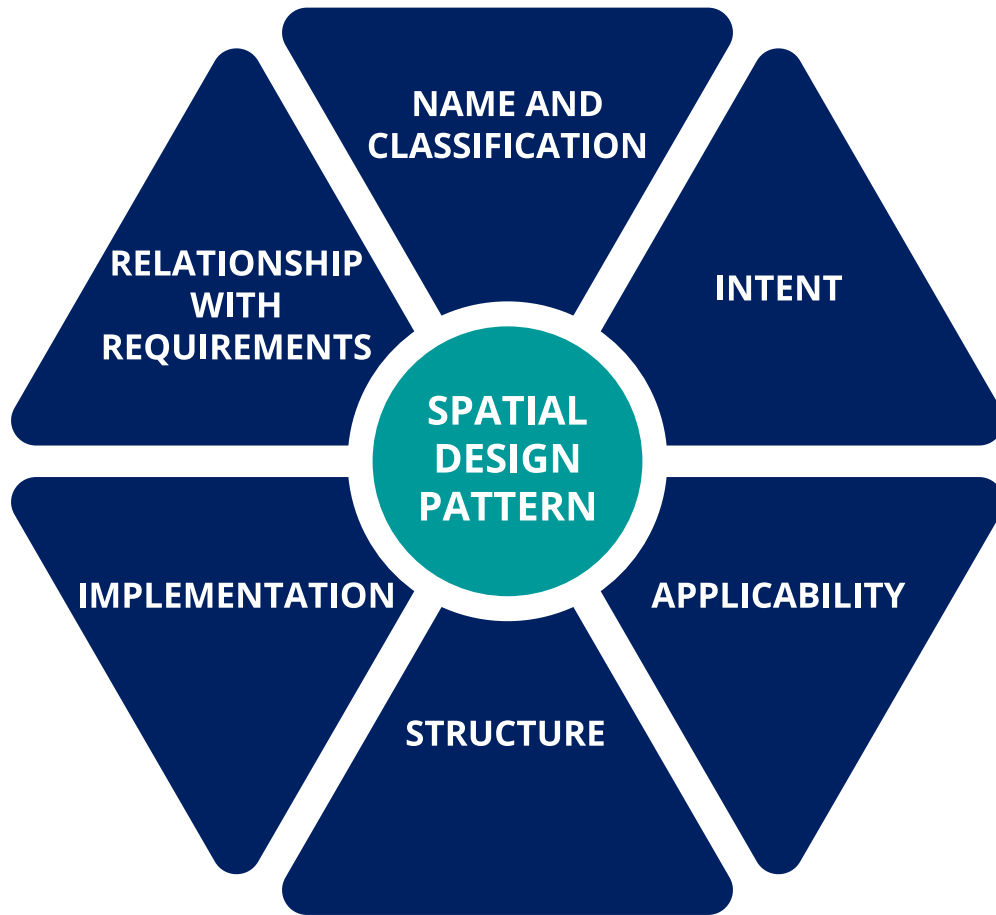 NAME AND
CLASSIFICATION
INTENT
APPLICABILITY
STRUCTURE
IMPLEMENTATION
RELATIONSHIP
WITH
REQUIREMENTS
SPATIAL
DESIGN
PATTERN